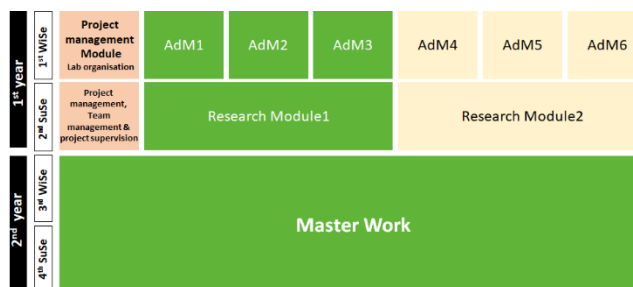 1st year
1st WiSe
Project
management
Module
Lab organisation
AdM1
AdM2
AdM3
AdM4
AdM5
AdM6
2nd SuSe
Project
management,
Team
management &
project supervision
Research Module1
Research Module2
2nd year
3rd WiSe
4th SuSe
Master Work